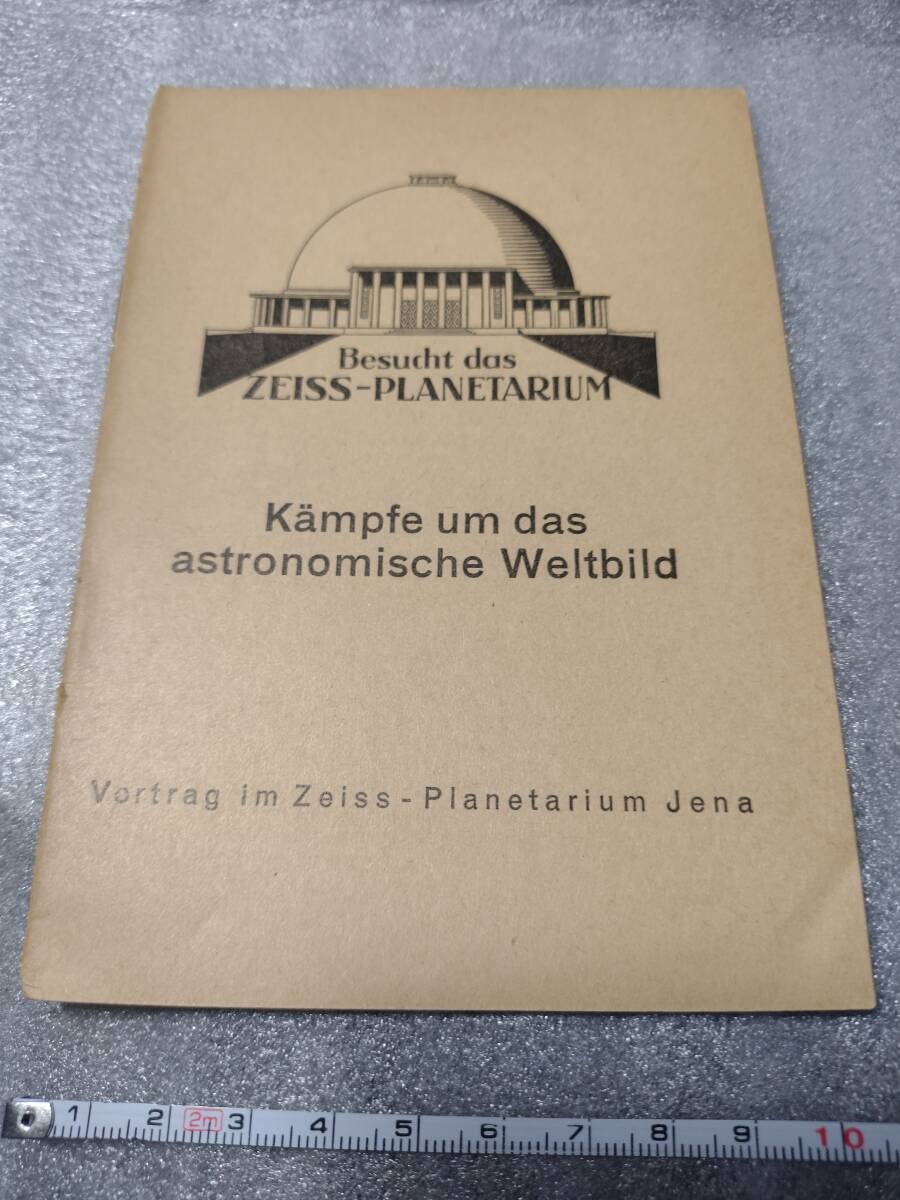 Besucht das
ZEISS-PLANETARIUM
Kämpfe um das
astronomische Weltbild
Vortrag im Zeiss-Planetarium Jena
1 2 2m 3 4 5 6 7 8 9 10